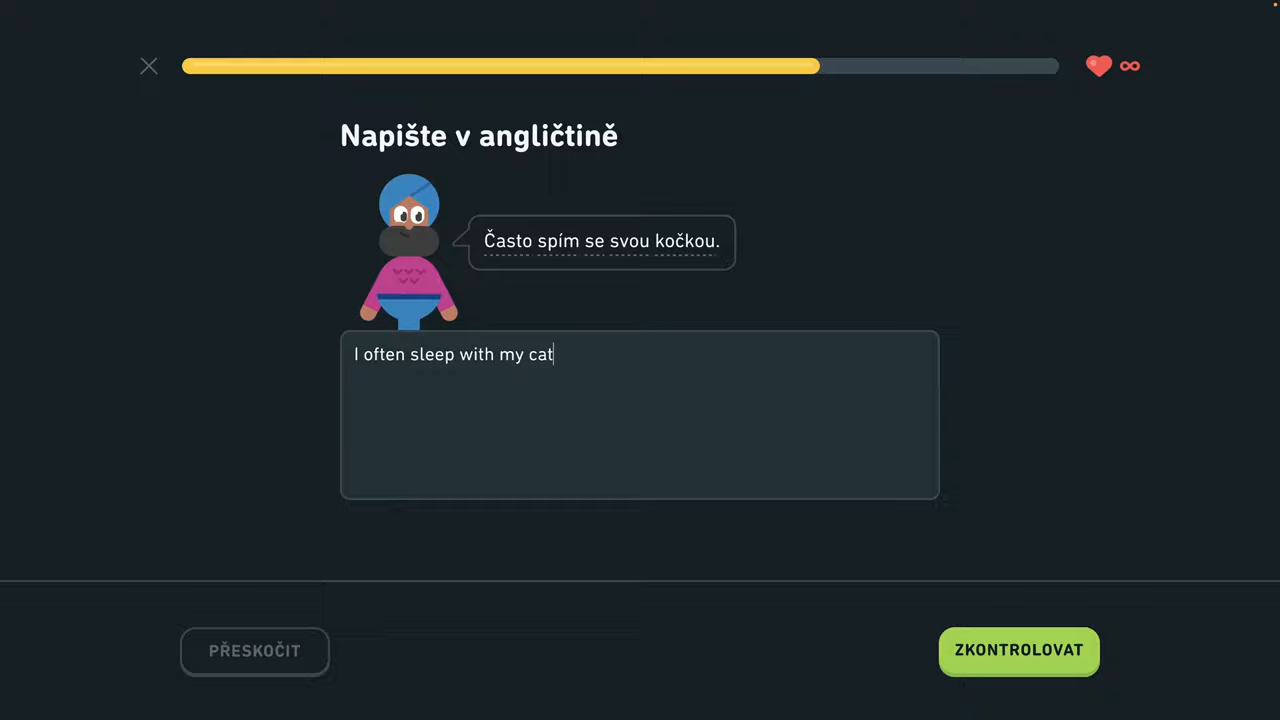 ∞
Napište v angličtině
Často spím se svou kočkou.
I often sleep with my cat
PŘESKOČIT
ZKONTROLOVAT